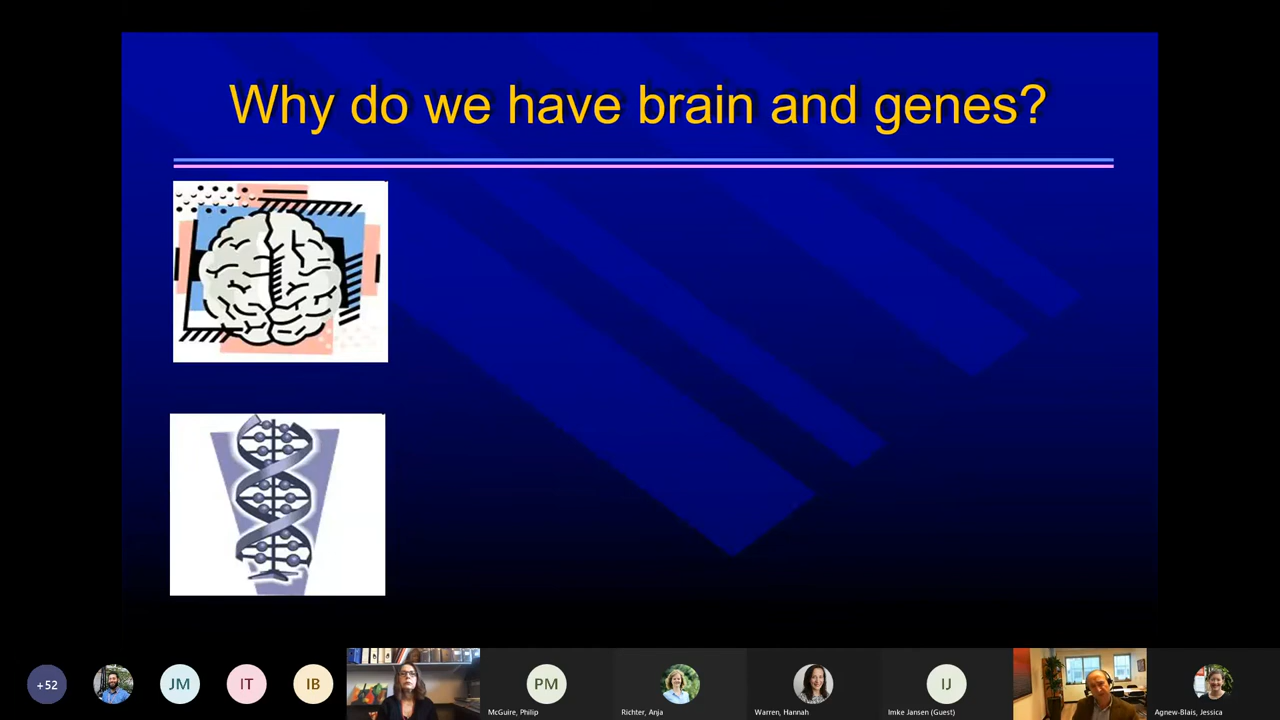 Why do we have brain and genes?
+52
JM
IT
IB
PM
McGuire, Philip
Richter, Anja
Warren, Hannah
IJ
Imke Jansen (Guest)
Agnew-Blais, Jessica